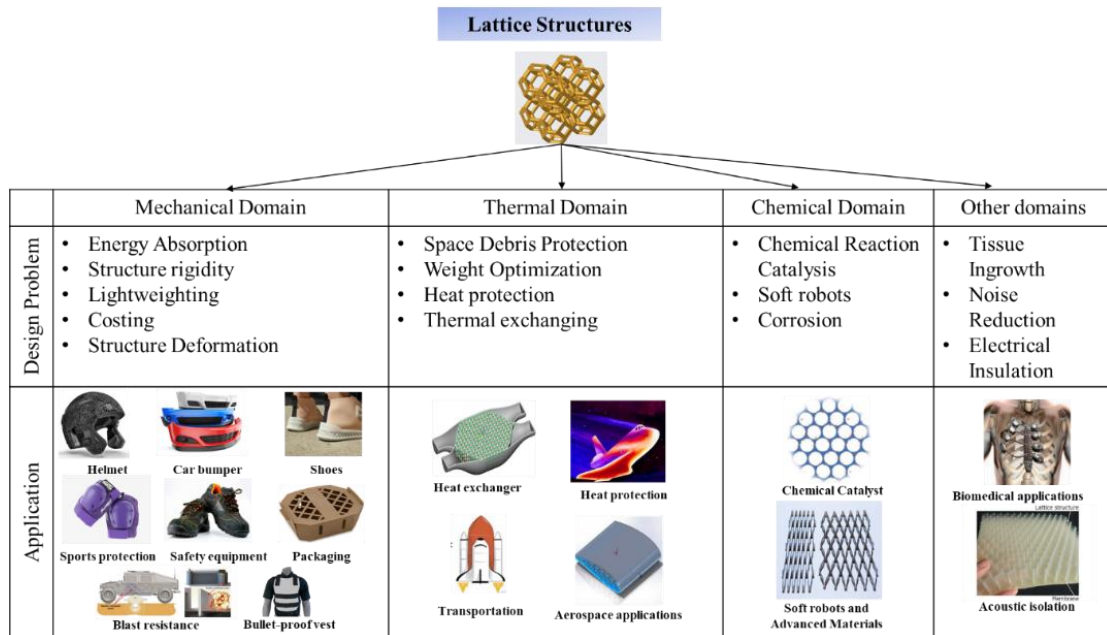 Lattice Structures
Mechanical Domain
Thermal Domain
Chemical Domain
Other domains
Design Problem
• Energy Absorption
• Structure rigidity
• Lightweighting
• Costing
• Structure Deformation
• Space Debris Protection
• Weight Optimization
• Heat protection
• Thermal exchanging
• Chemical Reaction
Catalysis
• Soft robots
• Corrosion
• Tissue
Ingrowth
• Noise
Reduction
• Electrical
Insulation
Application
Helmet
Car bumper
Shoes
Sports protection
Safety equipment
Packaging
Blast resistance
Bullet-proof vest
Heat exchanger
Heat protection
Transportation
Aerospace applications
Chemical Catalyst
Soft robots and
Advanced Materials
Biomedical applications
Lattice structure
Membrane
Acoustic isolation